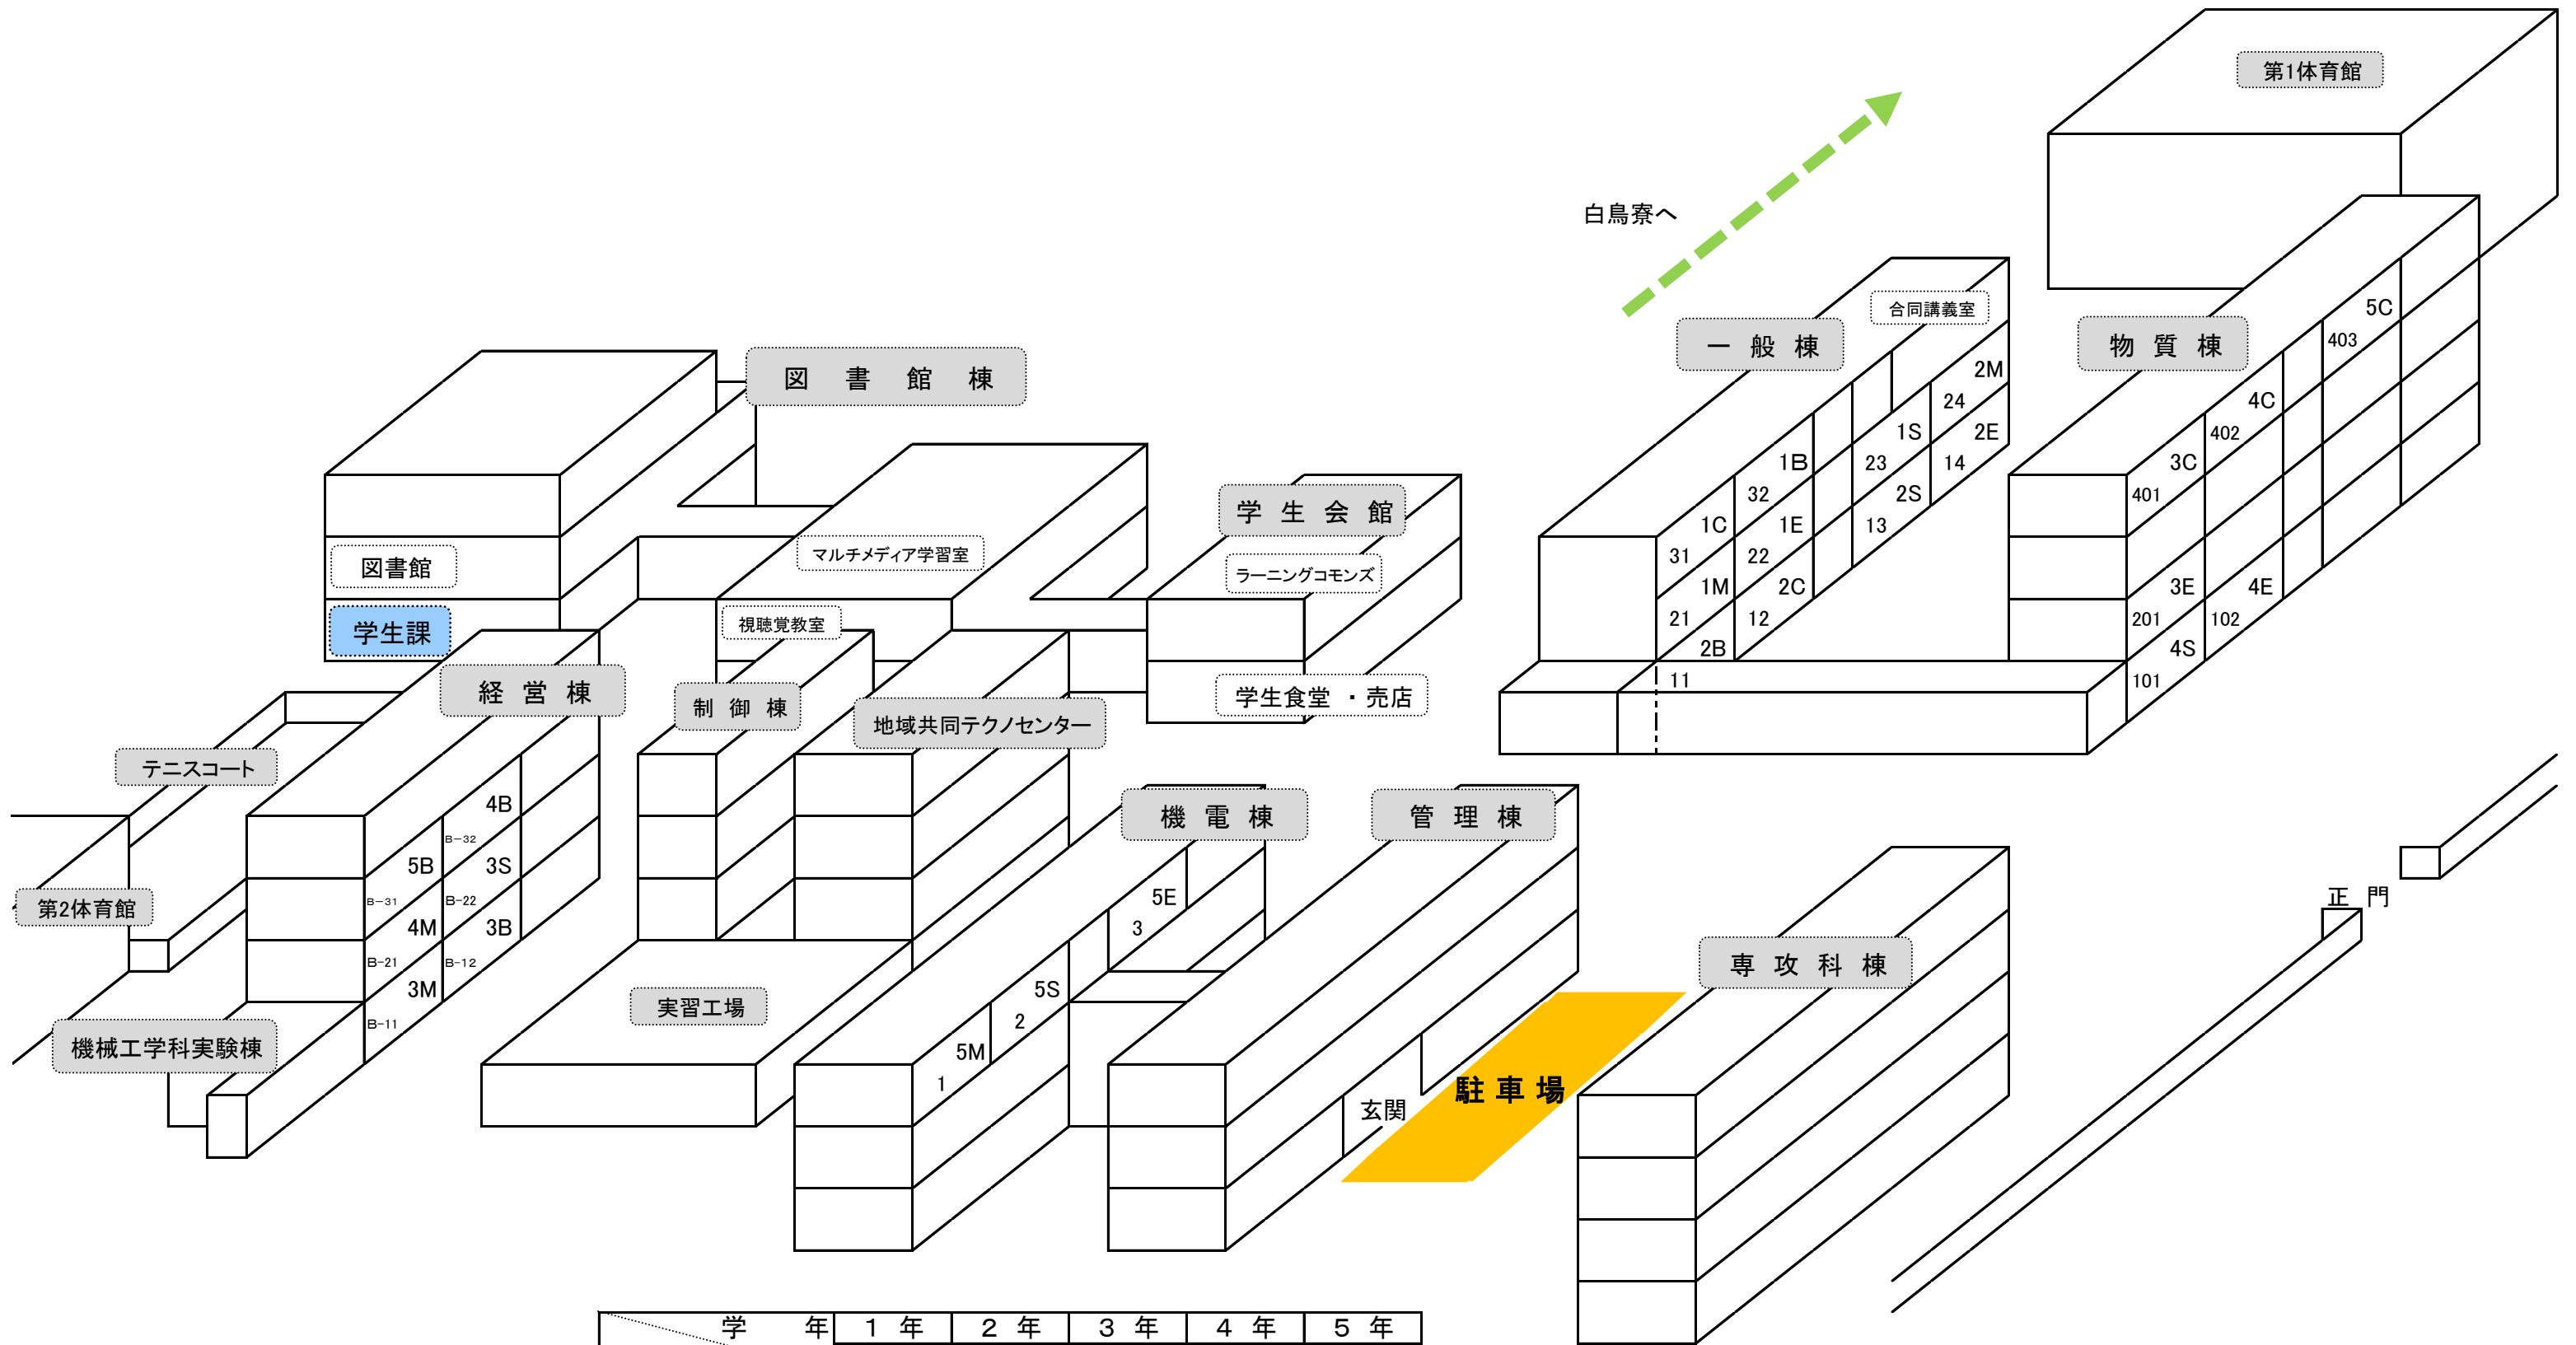 第1体育館
白鳥寮へ
合同講義室
一 般 棟
物 質 棟
5C
403
4C
402
3C
401
3E
201
4E
102
4S
101
2M
24
2E
14
1S
23
2S
13
1B
32
1E
22
2C
12
1C
31
1M
21
2B
11
図 書 館 棟
図書館
学生課
マルチメディア学習室
視聴覚教室
学 生 会 館
ラーニングコモンズ
学生食堂 ・ 売店
経 営 棟
制 御 棟
地域共同テクノセンター
テニスコート
第2体育館
機械工学科実験棟
4B
B-32
5B
B-31
3S
B-22
4M
B-21
3B
B-12
3M
B-11
実習工場
機 電 棟
5E
3
5S
2
5M
1
管 理 棟
玄関
駐 車 場
専 攻 科 棟
正 門
学 年 1 年 2 年 3 年 4 年 5 年